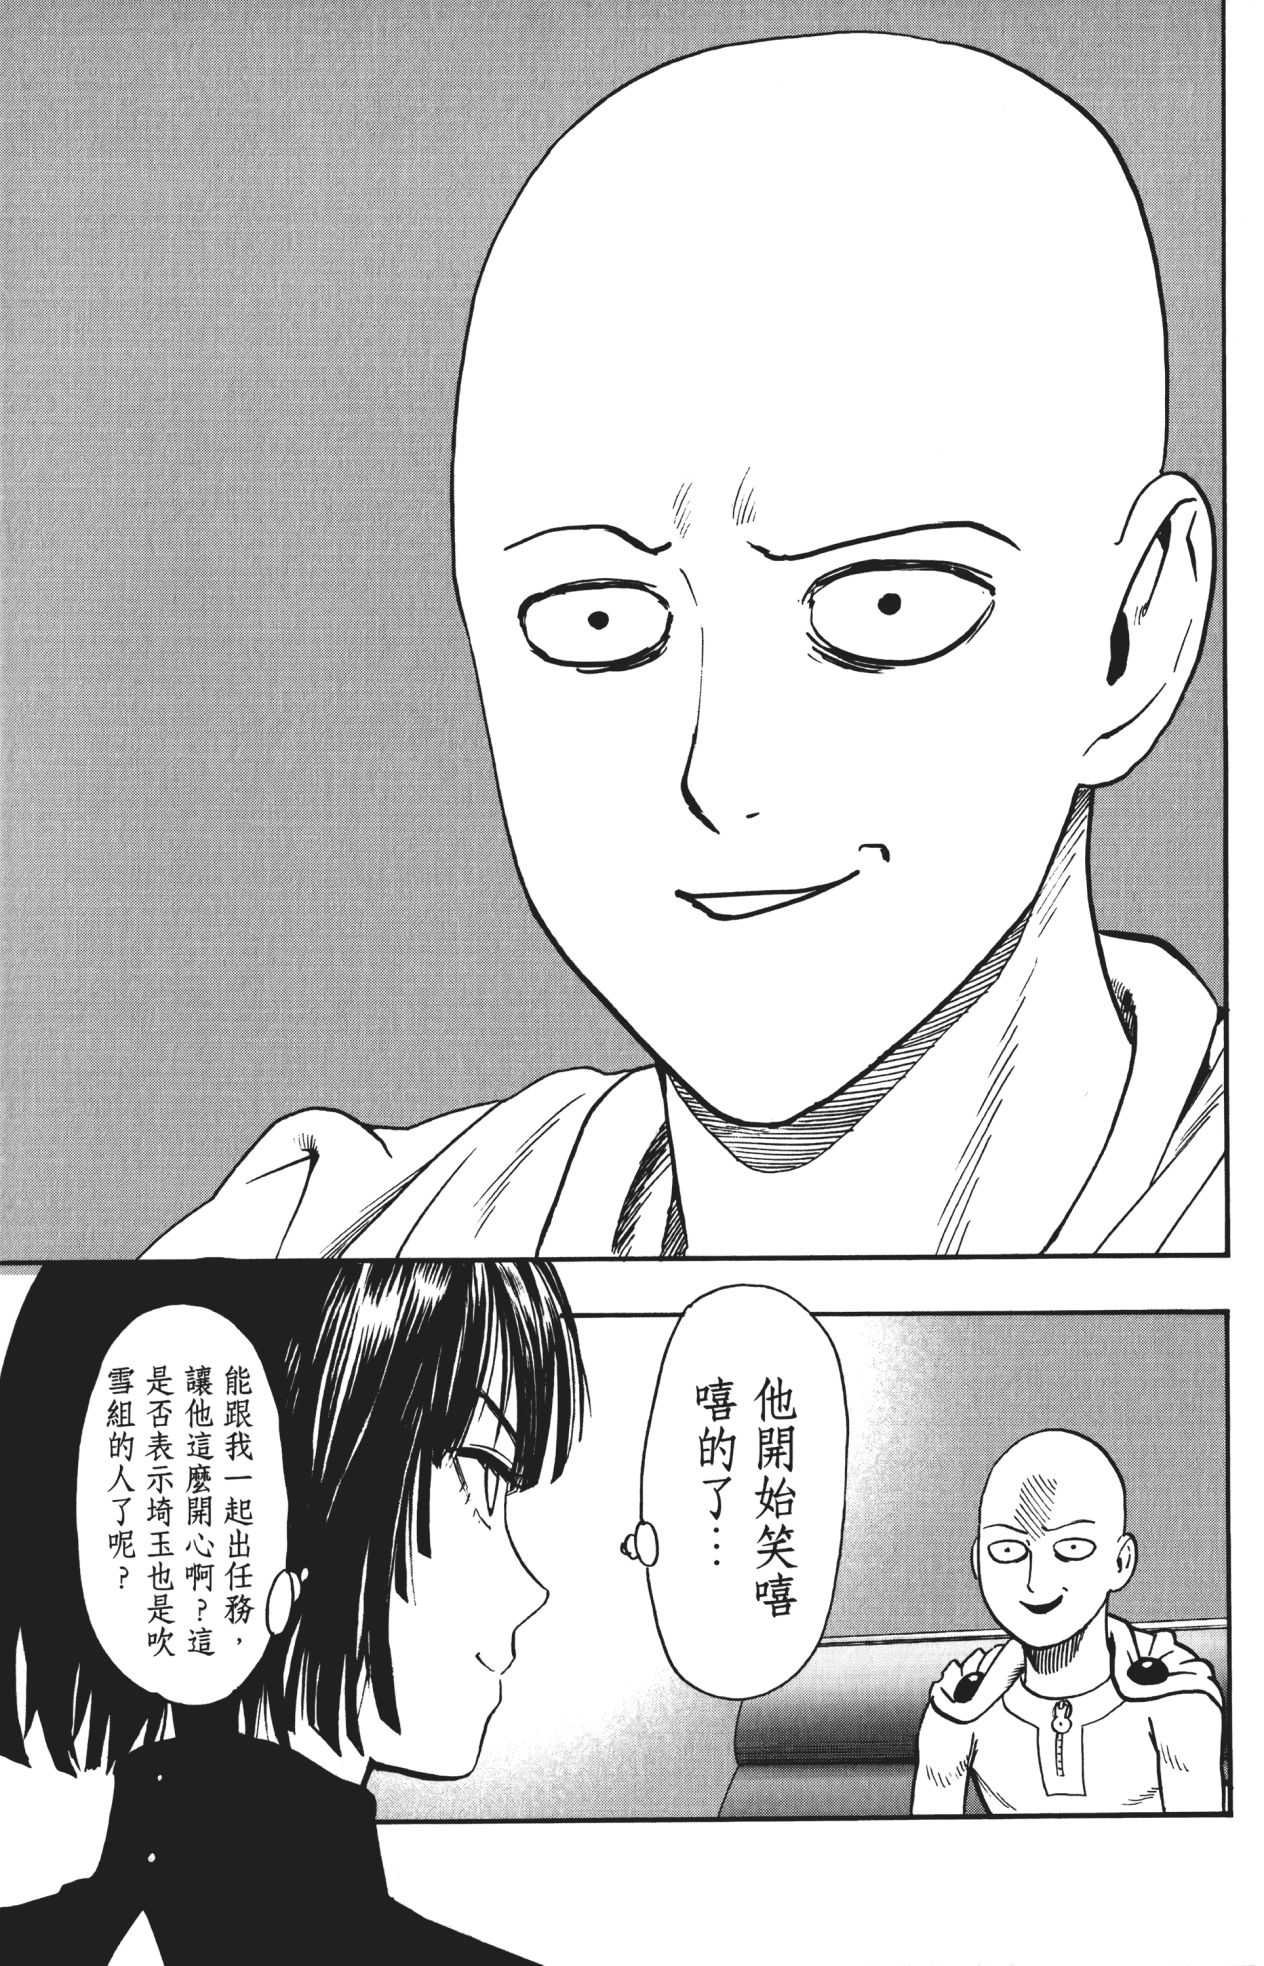 他開始笑嘻
嘻的了…
能跟我一起出任務，
讓他這麼開心啊？這
是否表示埼玉也是吹
雪組的人了呢？